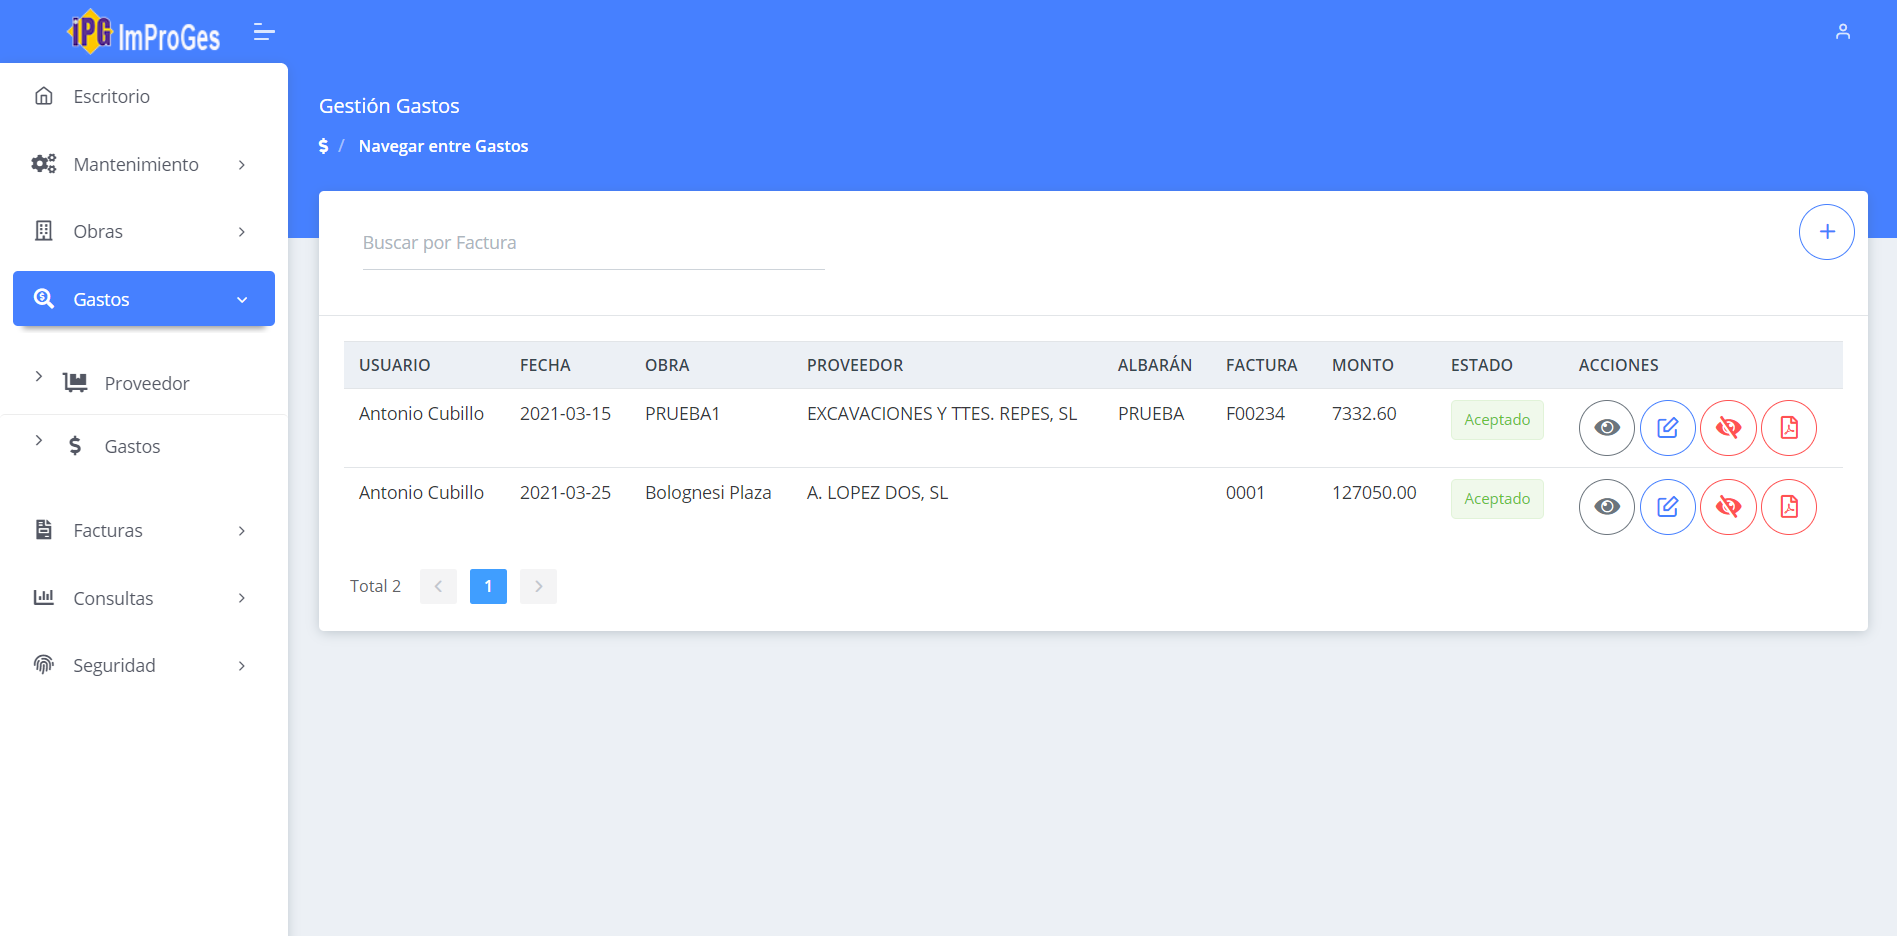 iPG ImProGes
Escritorio
Mantenimiento
Obras
Gastos
Proveedor
$ Gastos
Facturas
Consultas
Seguridad
Gestión Gastos
$ / Navegar entre Gastos
Buscar por Factura
+
USUARIO FECHA OBRA PROVEEDOR ALBARÁN FACTURA MONTO ESTADO ACCIONES
Antonio Cubillo 2021-03-15 PRUEBA1 EXCAVACIONES Y TTES. REPES, SL PRUEBA F00234 7332.60 Aceptado
Antonio Cubillo 2021-03-25 Bolognesi Plaza A. LOPEZ DOS, SL 0001 127050.00 Aceptado
Total 2 < 1 >